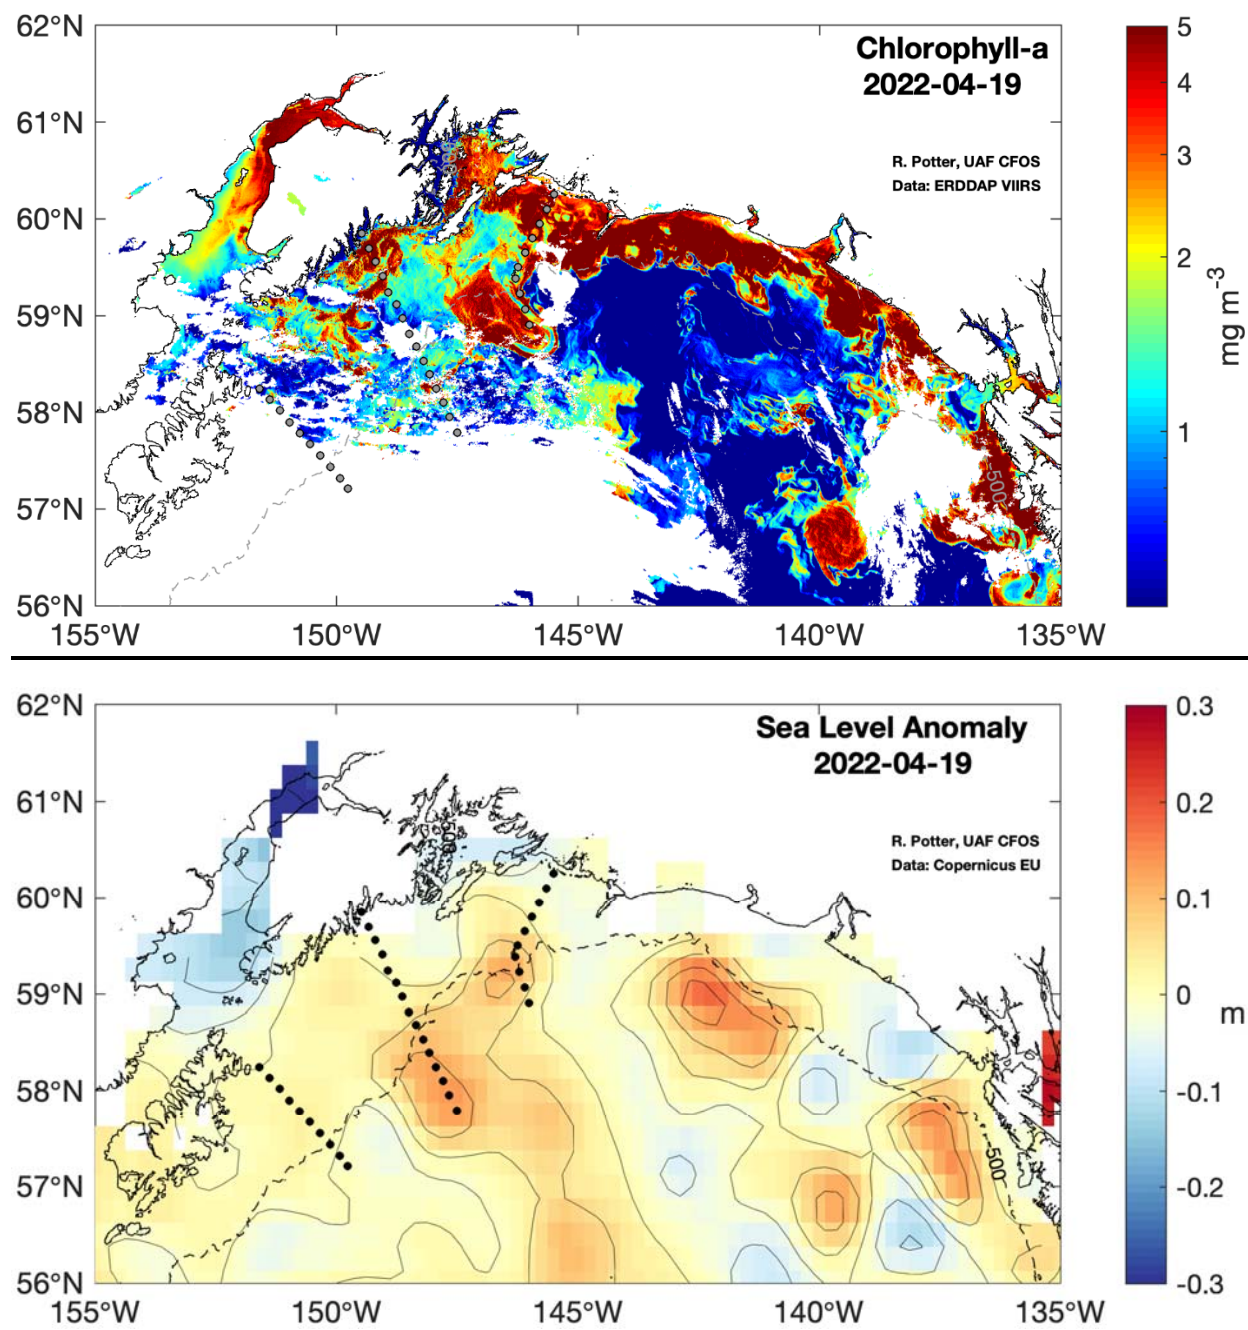 62°N
61°N
60°N
59°N
58°N
57°N
56°N
155°W
150°W
145°W
140°W
135°W
Chlorophyll-a
2022-04-19
R. Potter, UAF CFOS
Data: ERDDAP VIIRS
-500
5
4
3
2
1
mg m-3
62°N
61°N
60°N
59°N
58°N
57°N
56°N
155°W
150°W
145°W
140°W
135°W
Sea Level Anomaly
2022-04-19
R. Potter, UAF CFOS
Data: Copernicus EU
-500
0.3
0.2
0.1
0
-0.1
-0.2
-0.3
m